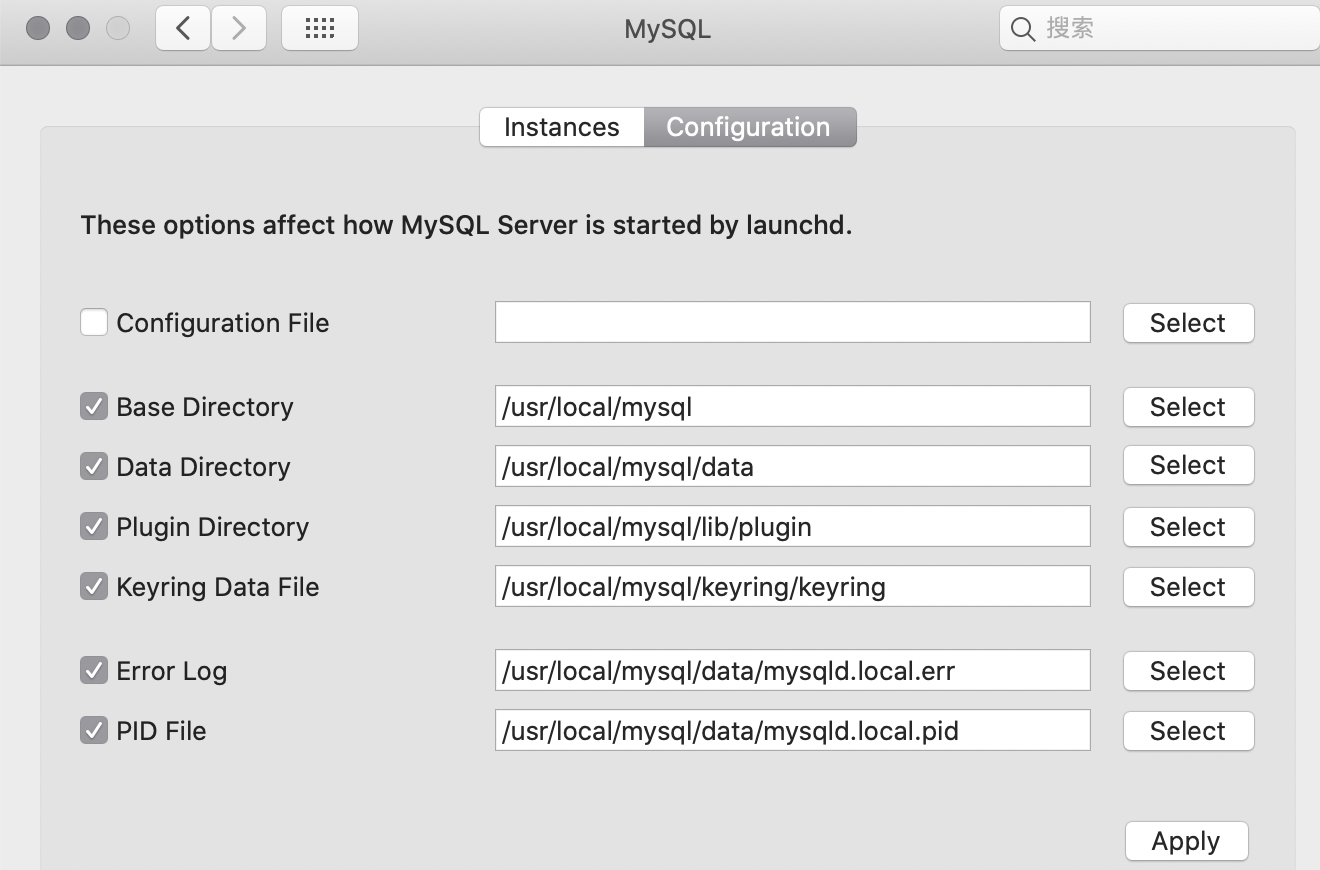 MySQL
搜索
Instances Configuration
These options affect how MySQL Server is started by launchd.
Configuration File Select
Base Directory /usr/local/mysql Select
Data Directory /usr/local/mysql/data Select
Plugin Directory /usr/local/mysql/lib/plugin Select
Keyring Data File /usr/local/mysql/keyring/keyring Select
Error Log /usr/local/mysql/data/mysqld.local.err Select
PID File /usr/local/mysql/data/mysqld.local.pid Select
Apply